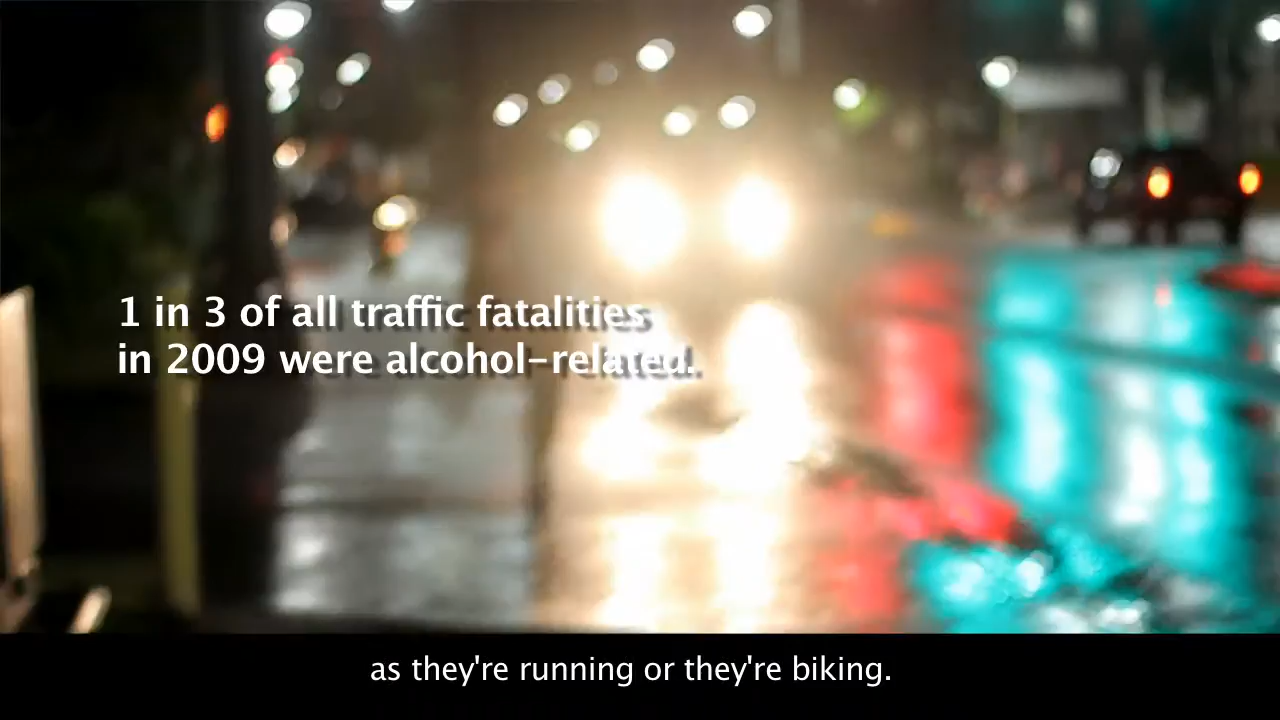 1 in 3 of all traffic fatalities
in 2009 were alcohol-related.
as they're running or they're biking.